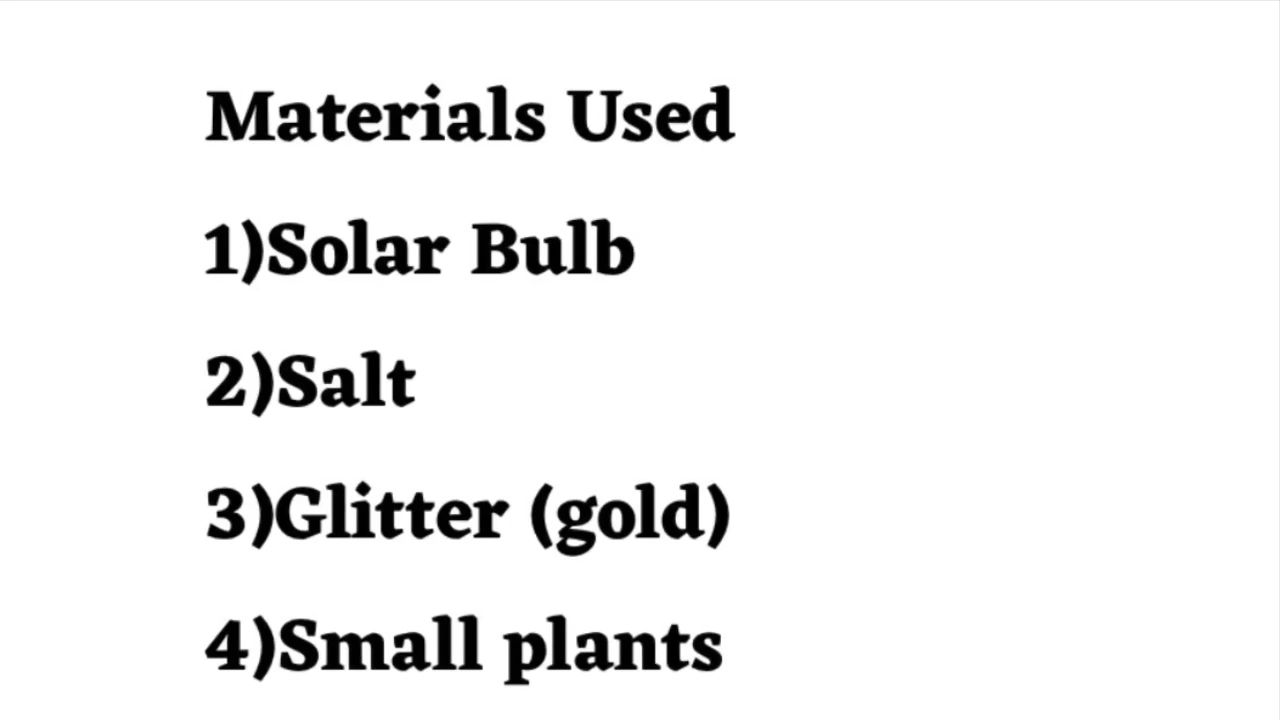 Materials Used
1)Solar Bulb
2)Salt
3)Glitter (gold)
4)Small plants